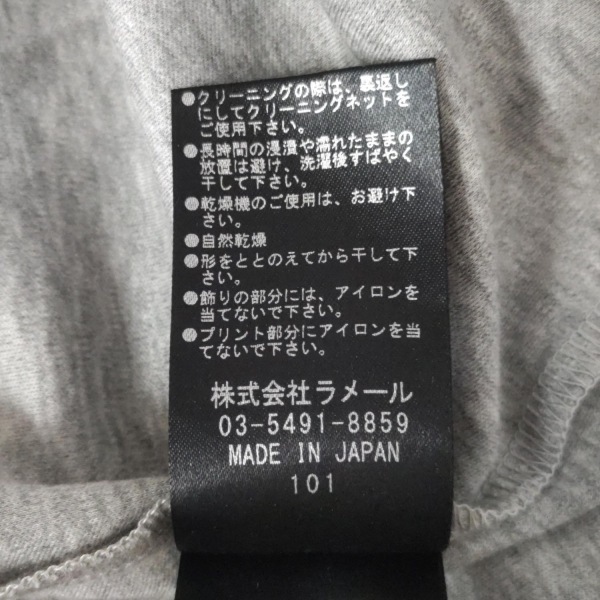 ●クリーニングの際は、裏返し
にしてクリーニングネットを
ご使用下さい。
●長時間の浸漬や濡れたままの
放置は避け、洗濯後すばやく
干して下さい。
●乾燥機のご使用は、お避け下
さい。
●自然乾燥
●形をととのえてから干して下
さい。
●飾りの部分には、アイロンを
当てないで下さい。
●プリント部分にアイロンを当
てないで下さい。
株式会社ラメール
03-5491-8859
MADE IN JAPAN
101